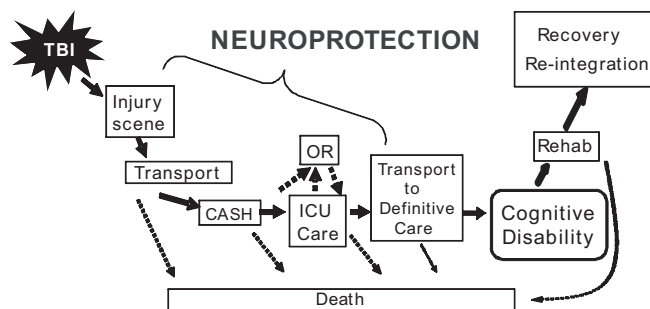 NEUROPROTECTION
TBI
Injury
scene
Transport
CASH
OR
ICU
Care
Transport
to
Definitive
Care
Cognitive
Disability
Rehab
Recovery
Re-integration
Death